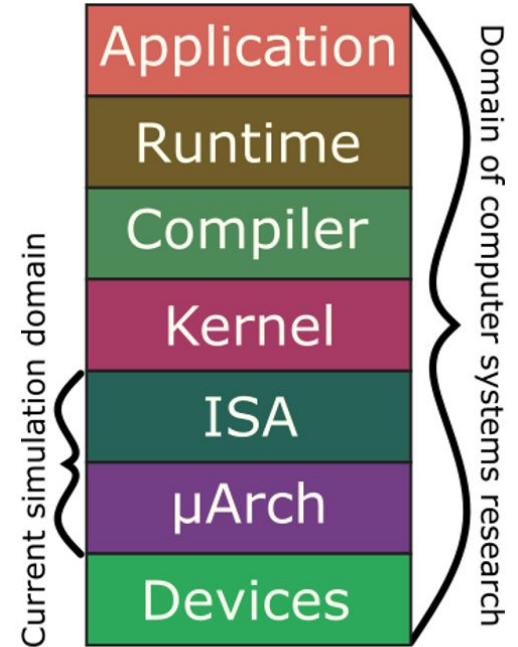 Application
Runtime
Compiler
Kernel
ISA
µArch
Devices
Current simulation domain
Domain of computer systems research